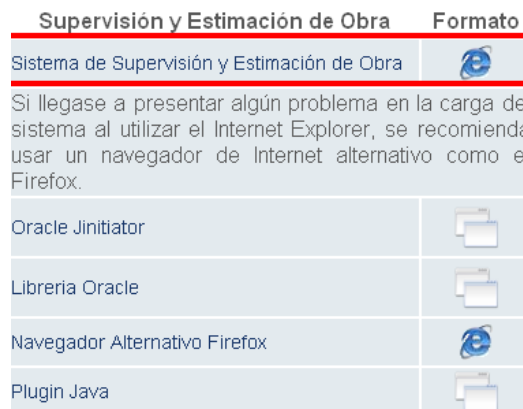 Supervisión y Estimación de Obra Formato
Sistema de Supervisión y Estimación de Obra
Si llegase a presentar algún problema en la carga de
sistema al utilizar el Internet Explorer, se recomienda
usar un navegador de Internet alternativo como e
Firefox.
Oracle Jinitiator
Libreria Oracle
Navegador Alternativo Firefox
Plugin Java